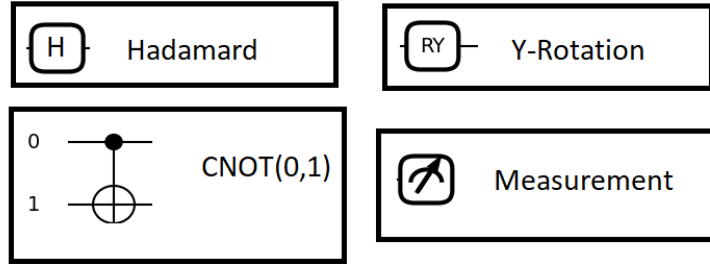 H Hadamard
RY Y-Rotation
0
CNOT(0,1)
1
Measurement